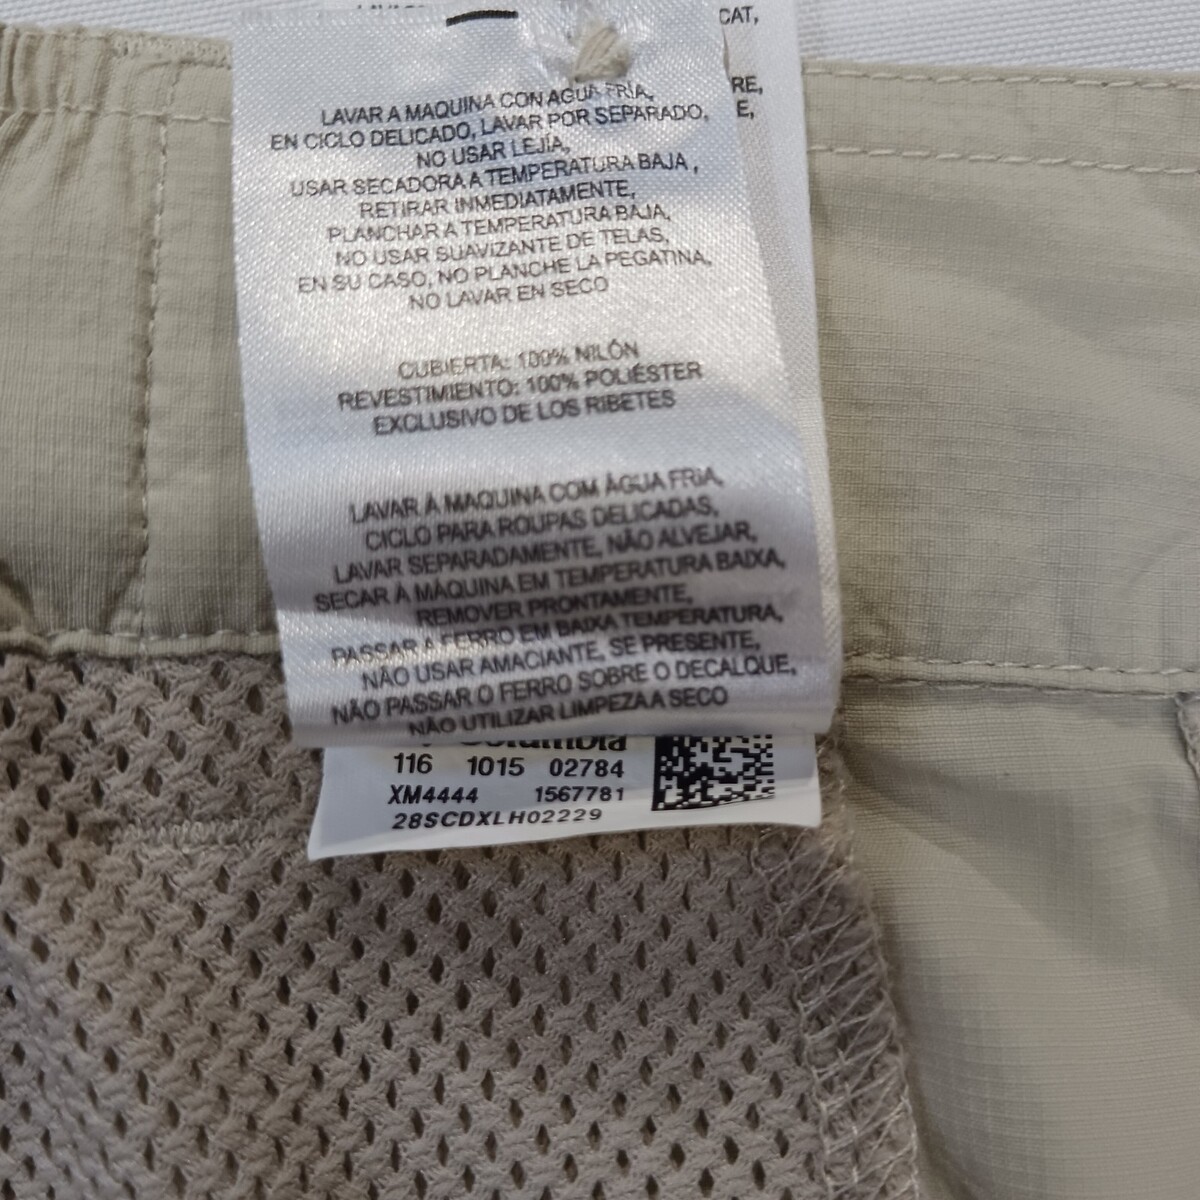 CAT,
RE,
E,
LAVAR A MAQUINA CON AGUA FRÍA,
EN CICLO DELICADO, LAVAR POR SEPARADO,
NO USAR LEJÍA,
USAR SECADORA A TEMPERATURA BAJA ,
RETIRAR INMEDIATAMENTE,
PLANCHAR A TEMPERATURA BAJA,
NO USAR SUAVIZANTE DE TELAS,
EN SU CASO, NO PLANCHE LA PEGATINA,
NO LAVAR EN SECO
CUBIERTA: 100% NILÓN
REVESTIMIENTO: 100% POLIÉSTER
EXCLUSIVO DE LOS RIBETES
LAVAR À MAQUINA COM ÁGUA FRIA,
CICLO PARA ROUPAS DELICADAS,
LAVAR SEPARADAMENTE, NÃO ALVEJAR,
SECAR À MÁQUINA EM TEMPERATURA BAIXA,
REMOVER PRONTAMENTE,
PASSAR A FERRO EM BAIXA TEMPERATURA,
NÃO USAR AMACIANTE, SE PRESENTE,
NÃO PASSAR O FERRO SOBRE O DECALQUE,
NÃO UTILIZAR LIMPEZA A SECO
Columbia
116 1015 02784
XM4444 1567781
28SCDXLH02229